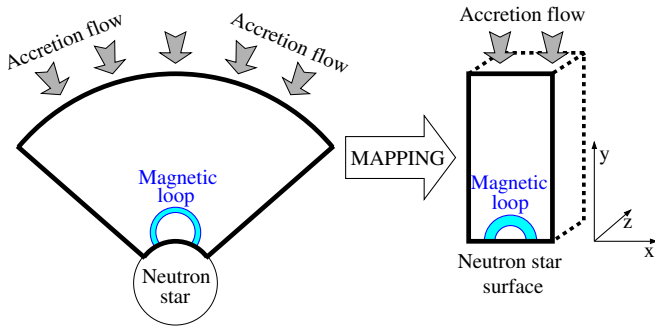 Accretion flow
Accretion flow
Magnetic
loop
Neutron
star
MAPPING
Accretion flow
Magnetic
loop
Neutron star
surface
y
z
x